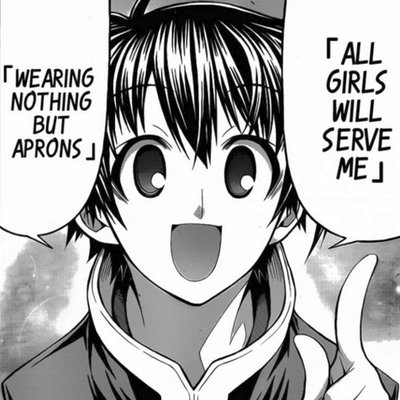 「ALL
GIRLS
WILL
SERVE
ME」
「WEARING
NOTHING
BUT
APRONS」